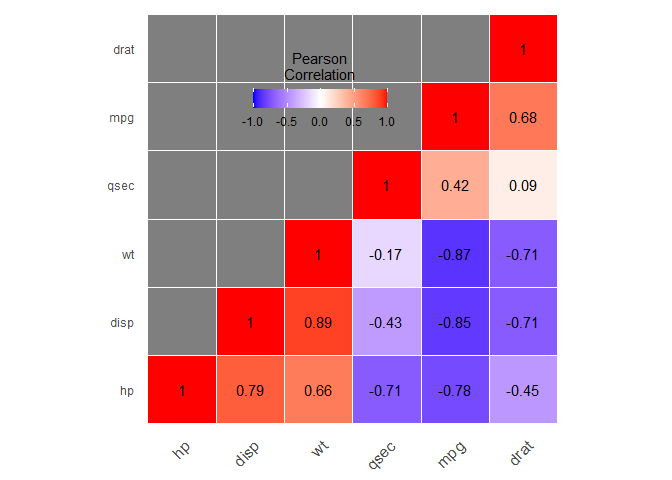 drat 1
Pearson
Correlation
-1.0 -0.5 0.0 0.5 1.0
mpg 1 0.68
qsec 1 0.42 0.09
wt 1 -0.17 -0.87 -0.71
disp 1 0.89 -0.43 -0.85 -0.71
hp 1 0.79 0.66 -0.71 -0.78 -0.45
hp disp wt qsec mpg drat